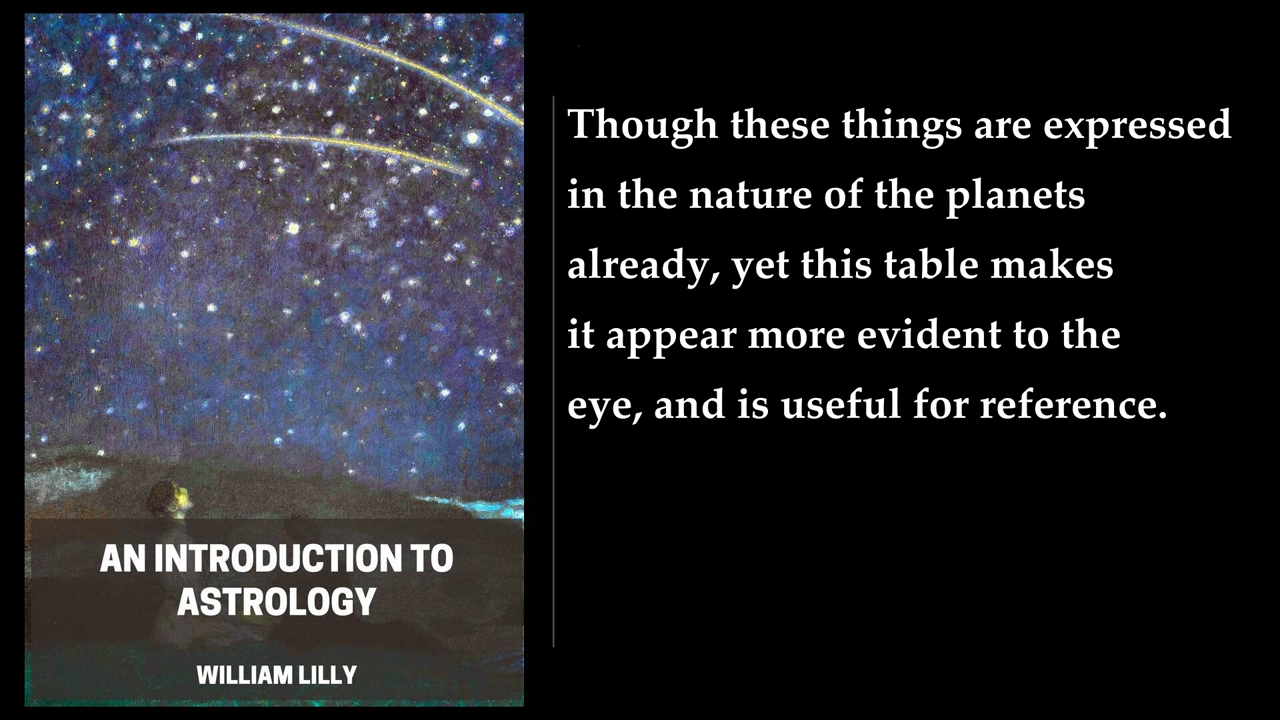 AN INTRODUCTION TO
ASTROLOGY
WILLIAM LILLY
Though these things are expressed
in the nature of the planets
already, yet this table makes
it appear more evident to the
eye, and is useful for reference.